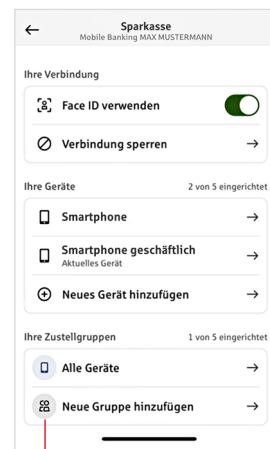 Sparkasse
Mobile Banking MAX MUSTERMANN
Ihre Verbindung
Face ID verwenden
Verbindung sperren
Ihre Geräte 2 von 5 eingerichtet
Smartphone
Smartphone geschäftlich
Aktuelles Gerät
Neues Gerät hinzufügen
Ihre Zustellgruppen 1 von 5 eingerichtet
Alle Geräte
Neue Gruppe hinzufügen